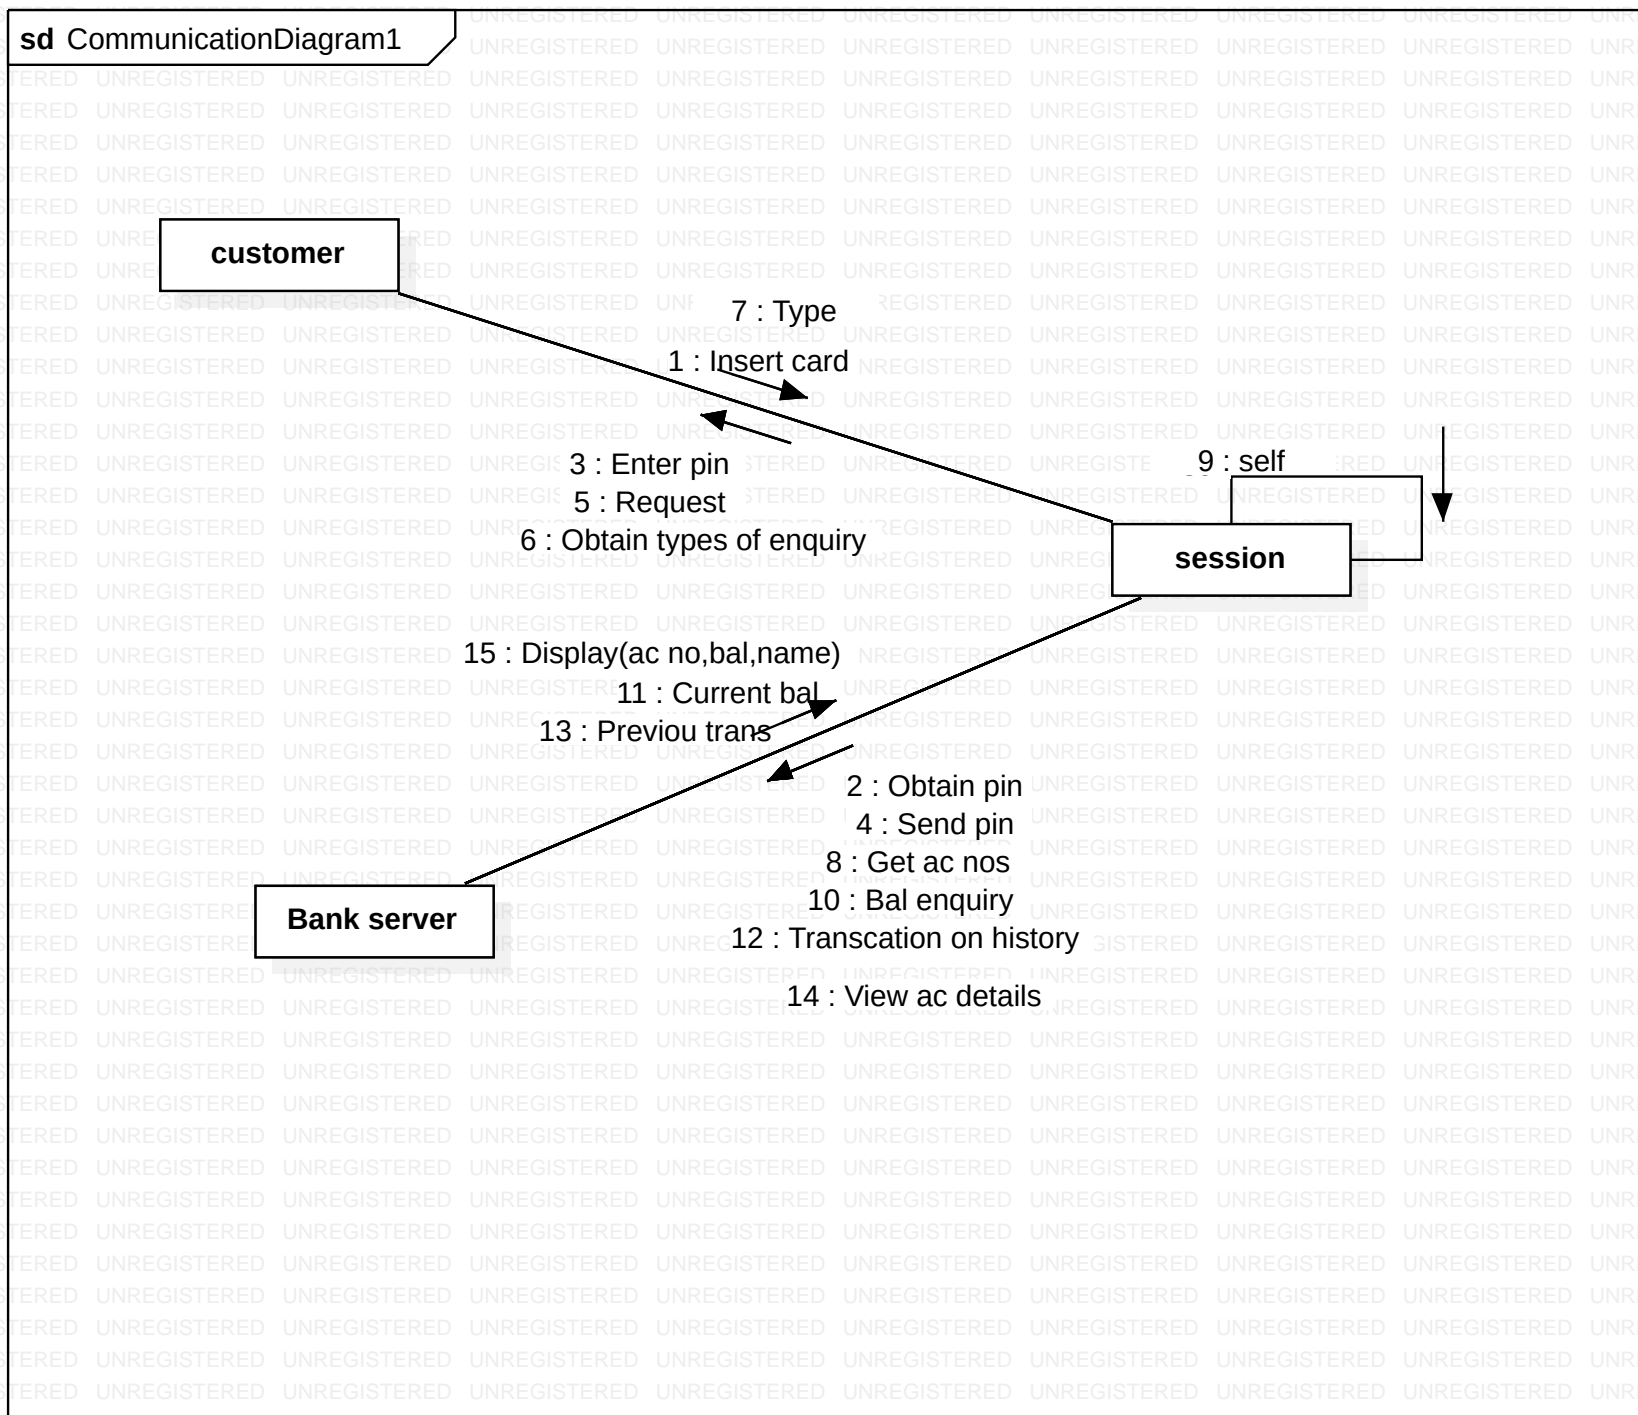 sd CommunicationDiagram1
customer
7 : Type
1 : Insert card
3 : Enter pin
5 : Request
6 : Obtain types of enquiry
9 : self
session
15 : Display(ac no,bal,name)
11 : Current bal
13 : Previou trans
2 : Obtain pin
4 : Send pin
8 : Get ac nos
10 : Bal enquiry
12 : Transcation on history
14 : View ac details
Bank server
UNREGISTERED